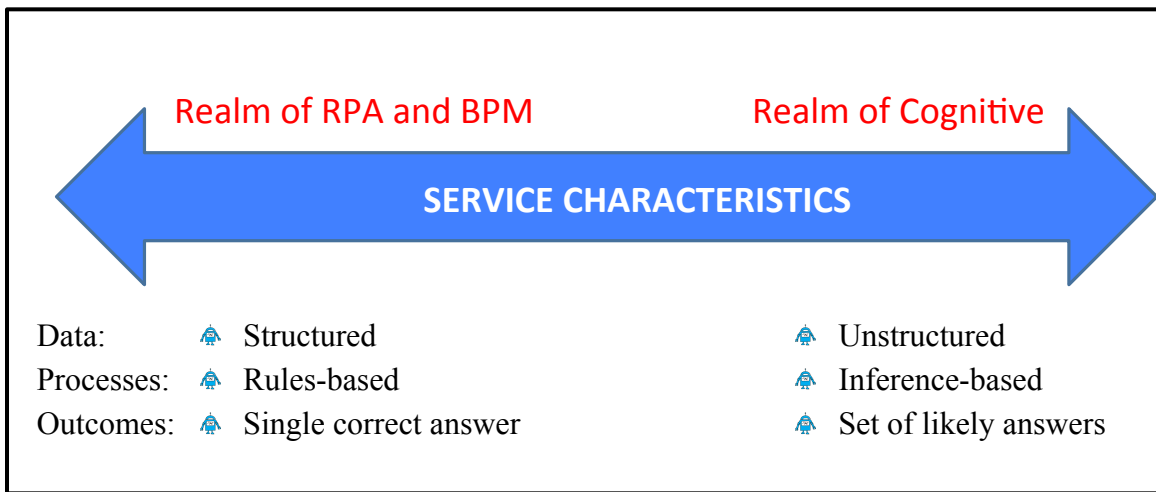 Realm of RPA and BPM Realm of Cognitive
SERVICE CHARACTERISTICS
Data: Structured Unstructured
Processes: Rules-based Inference-based
Outcomes: Single correct answer Set of likely answers